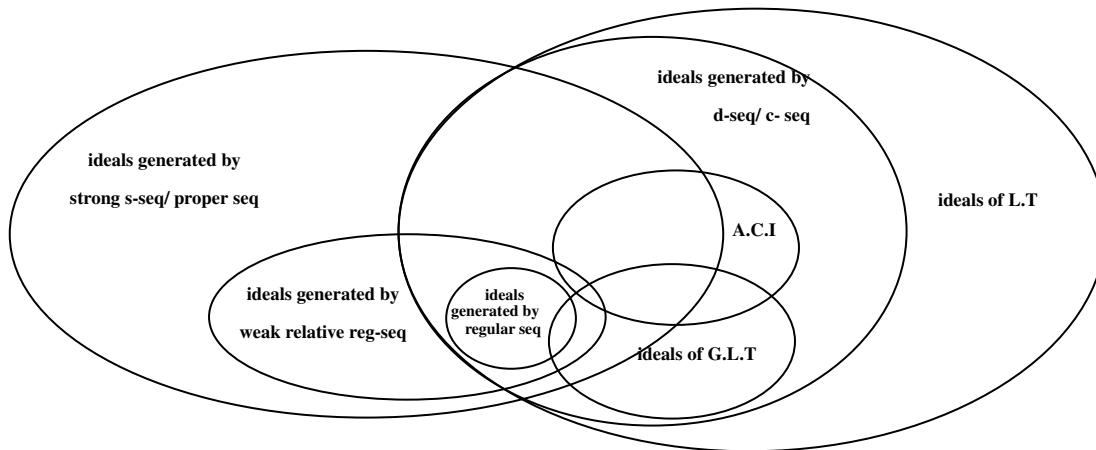 ideals generated by
d-seq/ c- seq
ideals generated by
strong s-seq/ proper seq
ideals of L.T
A.C.I
ideals generated by
weak relative reg-seq
ideals
generated by
regular seq
ideals of G.L.T